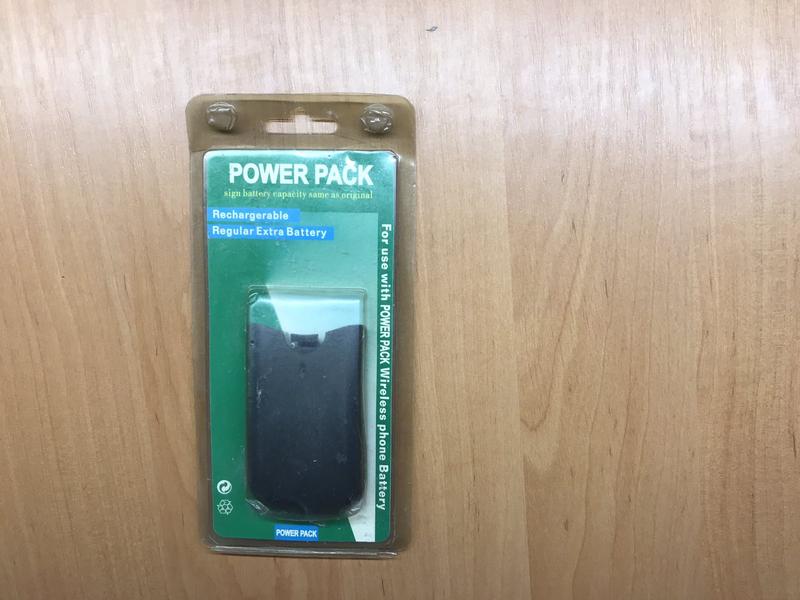 POWER PACK
sign battery capacity same as original
Rechargerable
Regular Extra Battery
For use with POWER PACK Wireless phone Battery
POWER PACK